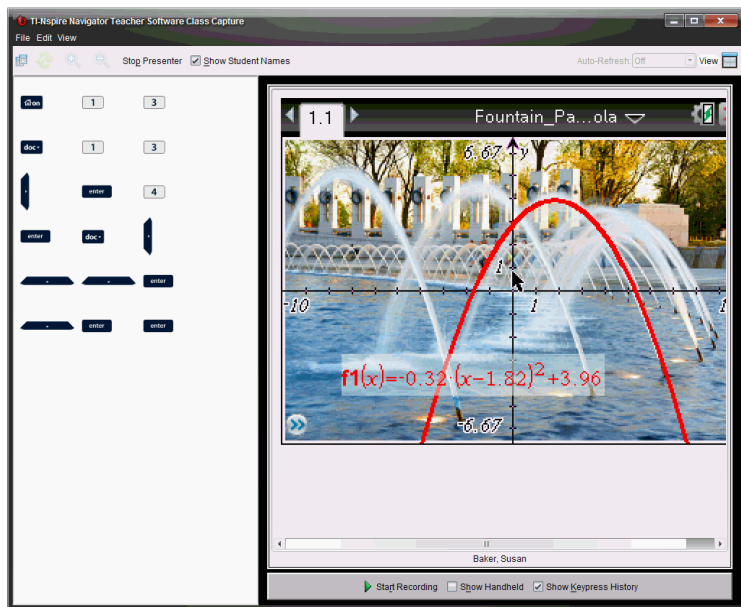 TI-Nspire Navigator Teacher Software Class Capture
File Edit View
Stop Presenter Show Student Names Auto-Refresh: Off View
on 1 3
doc 1 3
enter 4
enter doc
enter
enter enter
1.1 Fountain_Pa...ola
6.67 y
1
-10 1 1
f1(x)=-0.32·(x-1.82)²+3.96
-6.67
Baker, Susan
Start Recording Show Handheld Show Keypress History